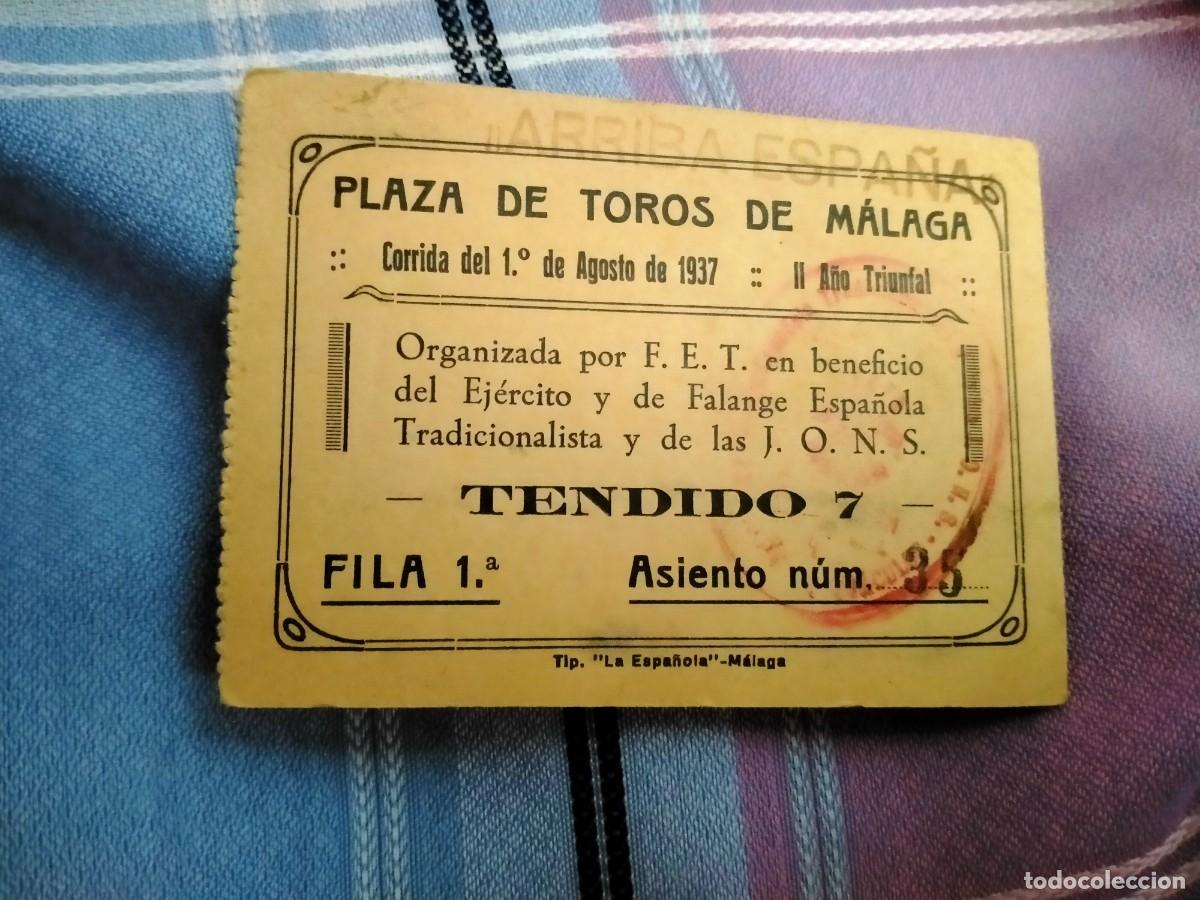 ¡¡ARRIBA ESPAÑA!!
PLAZA DE TOROS DE MÁLAGA
:: Corrida del 1.º de Agosto de 1937 :: II Año Triunfal ::
Organizada por F. E. T. en beneficio
del Ejército y de Falange Española
Tradicionalista y de las J. O. N. S.
— TENDIDO 7 —
FILA 1.ª Asiento núm. 35
Tip. "La Española"-Málaga
todocoleccion